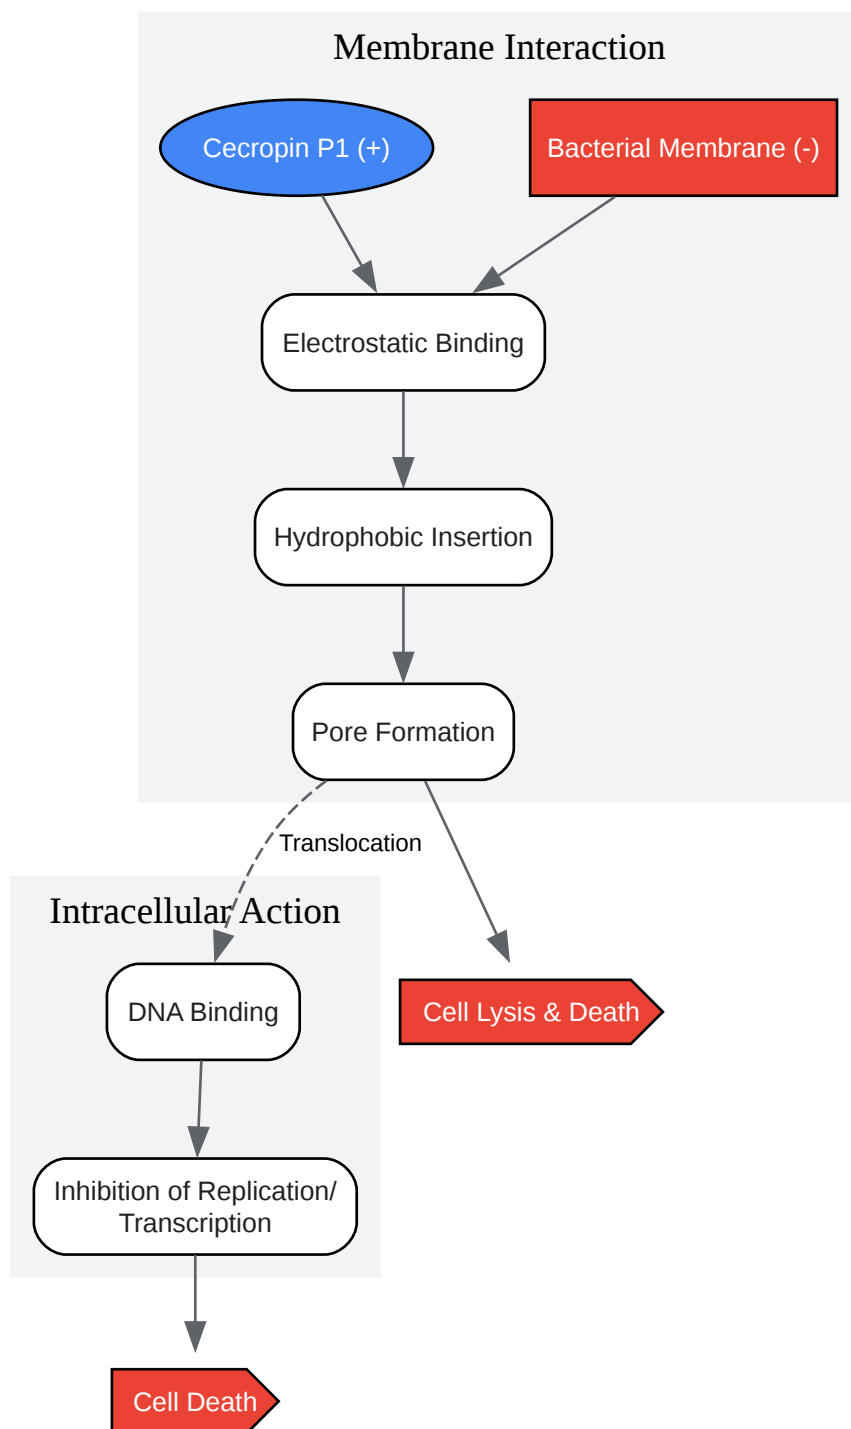 Membrane Interaction
Cecropin P1 (+)
Bacterial Membrane (-)
Electrostatic Binding
Hydrophobic Insertion
Pore Formation
Translocation
Intracellular Action
DNA Binding
Cell Lysis & Death
Inhibition of Replication/
Transcription
Cell Death